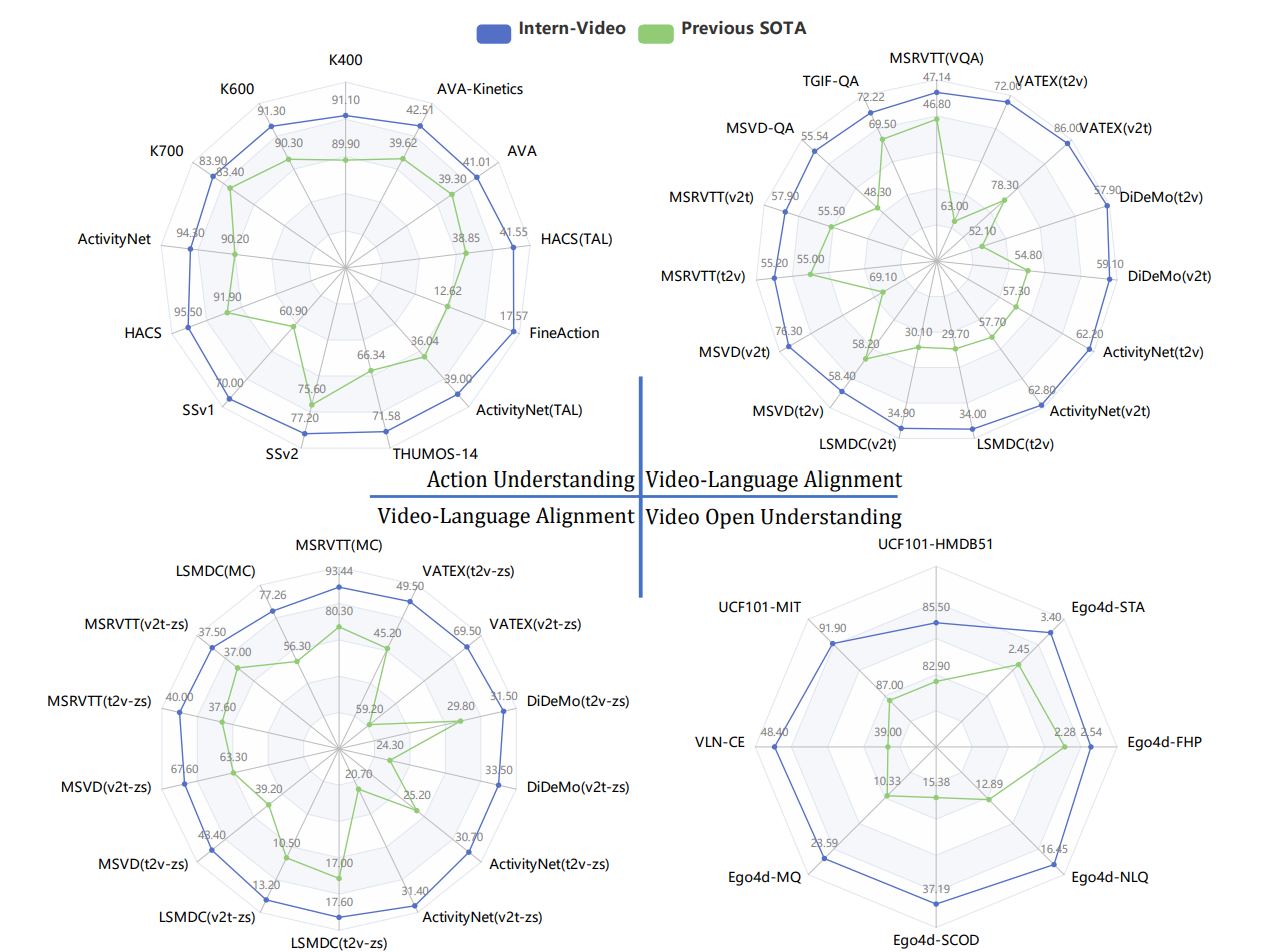 Intern-Video Previous SOTA
K400
K600
AVA-Kinetics
91.10
91.30
42.51
K700
90.30
89.90
39.62
AVA
83.90
83.40
41.01
39.30
ActivityNet
94.30
90.20
38.85
41.55
HACS(TAL)
91.90
12.62
HACS
95.50
60.90
17.57
FineAction
36.04
66.34
SSv1
70.00
75.60
39.00
ActivityNet(TAL)
77.20
71.58
SSv2
THUMOS-14
MSRVTT(VQA)
TGIF-QA
47.14
72.00
VATEX(t2v)
72.22
46.80
MSVD-QA
55.54
69.50
86.00
VATEX(v2t)
MSRVTT(v2t)
57.90
48.30
78.30
57.90
DiDeMo(t2v)
55.50
63.00
52.10
MSRVTT(t2v)
55.20
55.00
54.80
59.10
DiDeMo(v2t)
69.10
57.30
MSVD(v2t)
76.30
58.20
30.10
29.70
57.70
62.20
ActivityNet(t2v)
MSVD(t2v)
58.40
62.80
ActivityNet(v2t)
LSMDC(v2t)
34.90
34.00
LSMDC(t2v)
Action Understanding
Video-Language Alignment
Video-Language Alignment
Video Open Understanding
MSRVTT(MC)
LSMDC(MC)
93.44
VATEX(t2v-zs)
77.26
49.50
MSRVTT(v2t-zs)
37.50
80.30
VATEX(v2t-zs)
69.50
37.00
56.30
45.20
MSRVTT(t2v-zs)
40.00
37.60
59.20
29.80
31.50
DiDeMo(t2v-zs)
63.30
24.30
MSVD(v2t-zs)
67.60
39.20
20.70
25.20
33.50
DiDeMo(v2t-zs)
MSVD(t2v-zs)
43.40
10.50
17.00
30.70
ActivityNet(t2v-zs)
LSMDC(v2t-zs)
13.20
17.60
31.40
ActivityNet(v2t-zs)
LSMDC(t2v-zs)
UCF101-HMDB51
UCF101-MIT
85.50
Ego4d-STA
91.90
3.40
82.90
2.45
87.00
VLN-CE
48.40
39.00
2.28
2.54
Ego4d-FHP
10.33
15.38
12.89
23.59
16.45
Ego4d-MQ
37.19
Ego4d-NLQ
Ego4d-SCOD